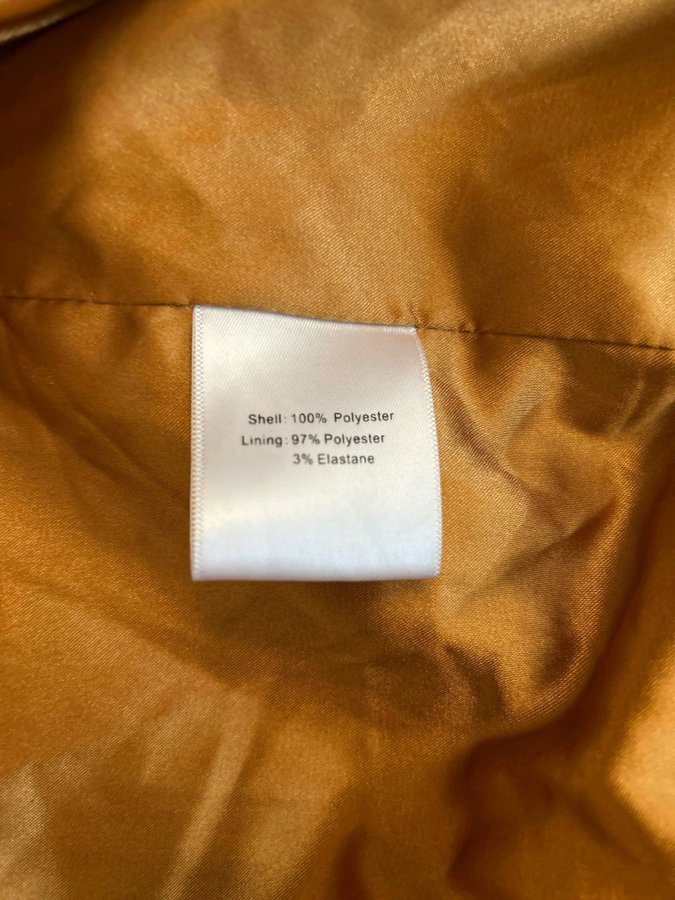 Shell: 100% Polyester
Lining: 97% Polyester
3% Elastane